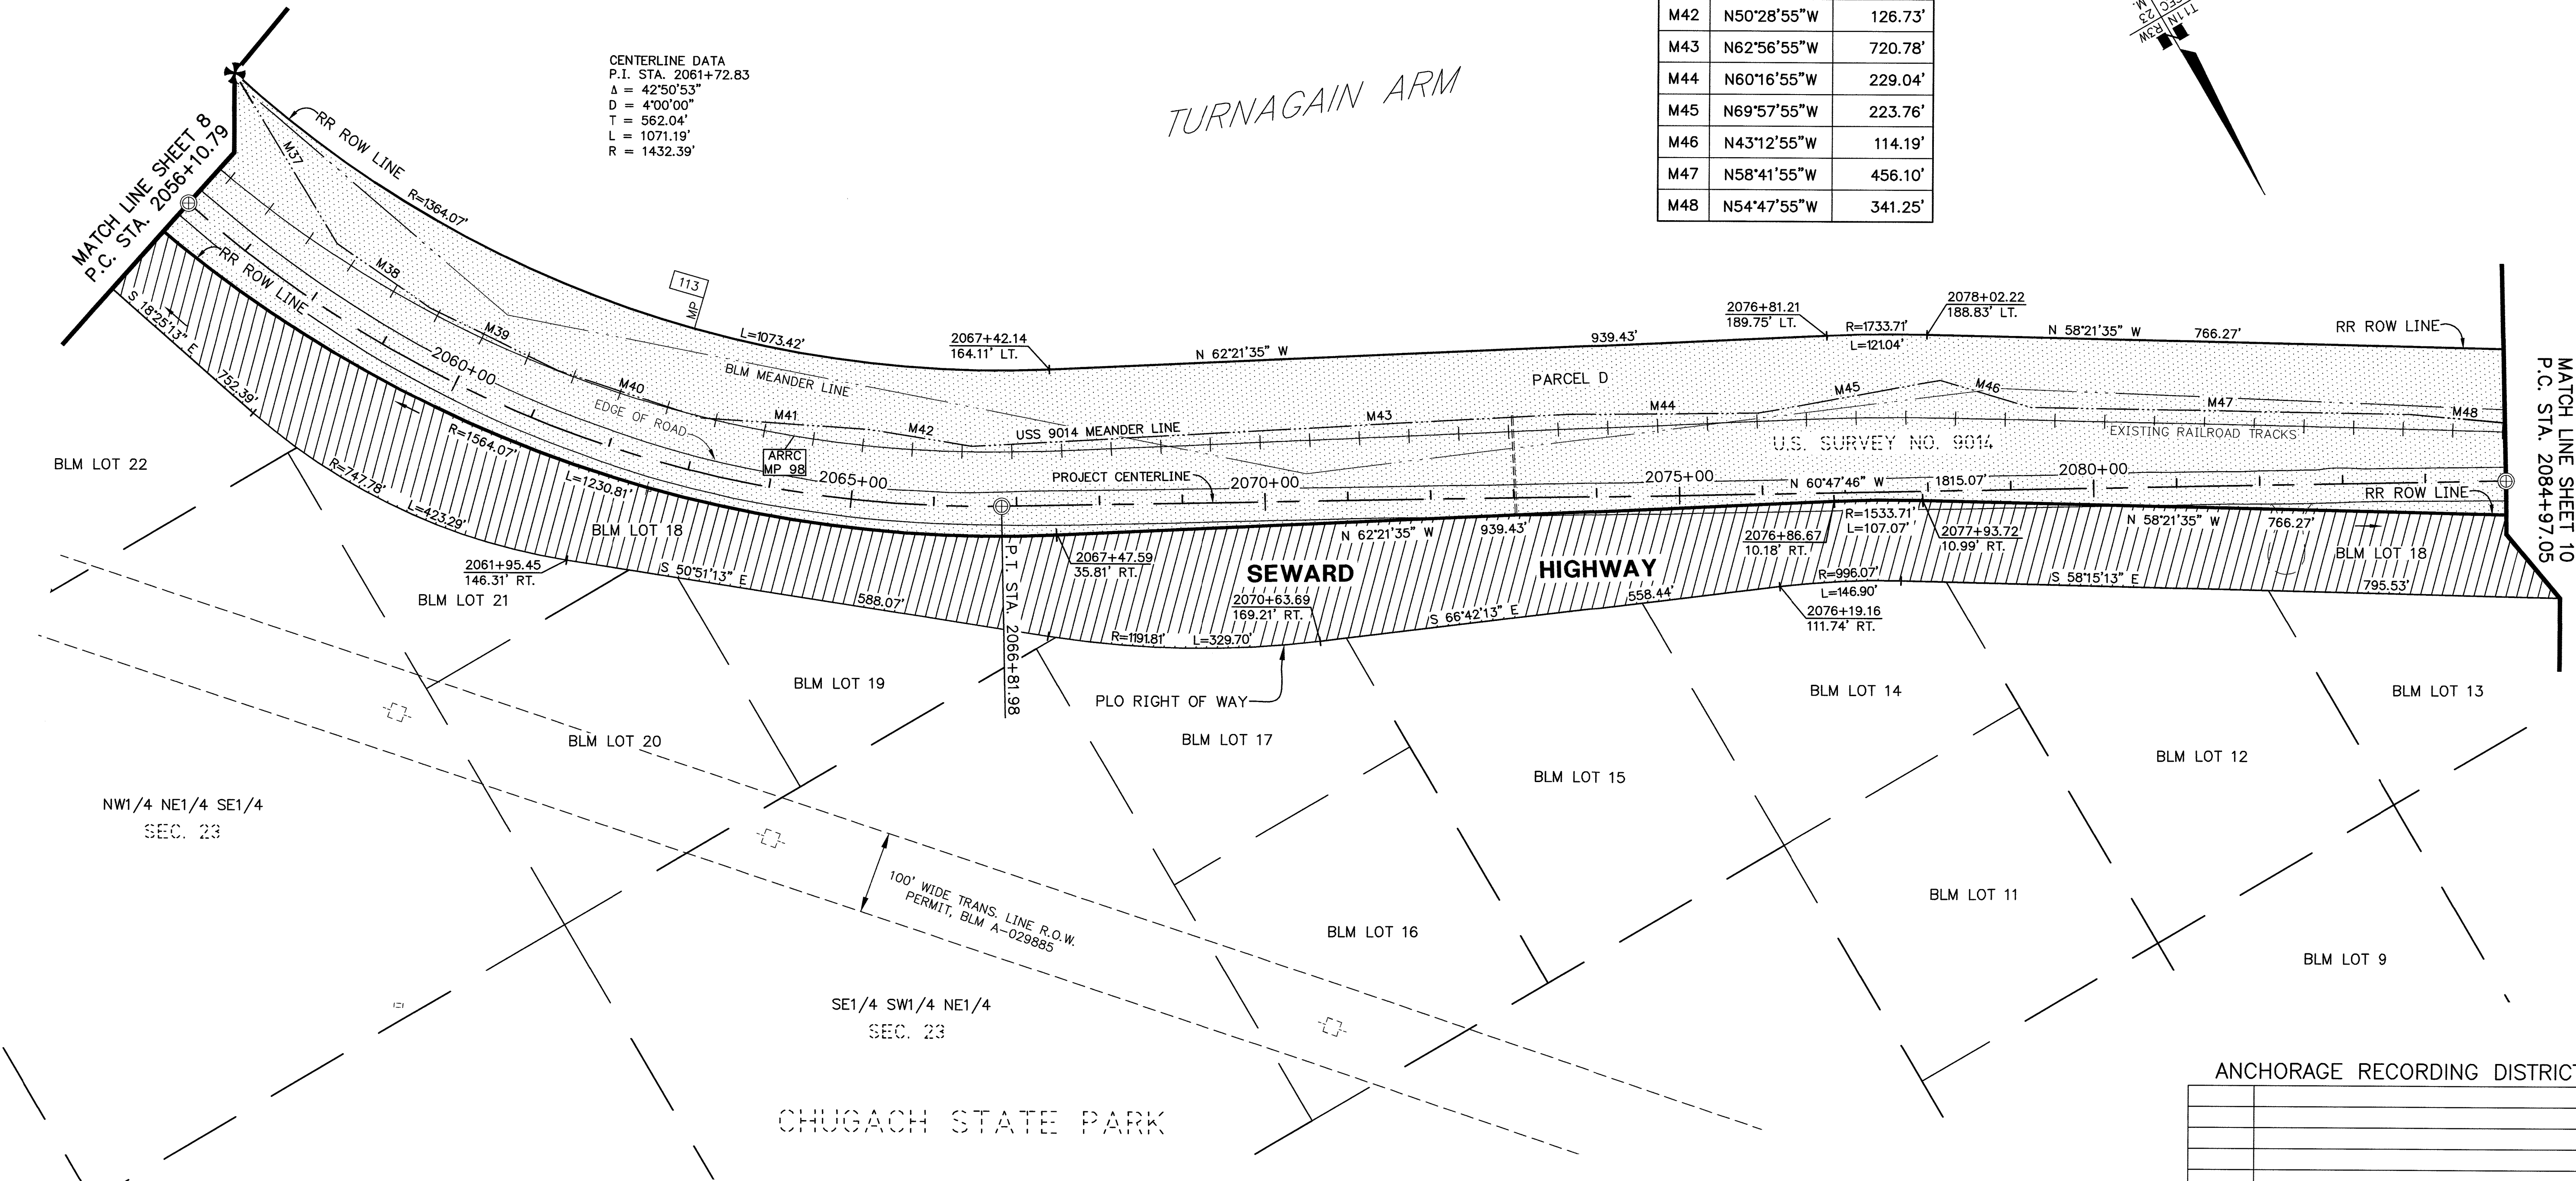 CENTERLINE DATA
P.I. STA. 2061+72.83
Δ = 42°50'53"
D = 4°00'00"
T = 562.04'
L = 1071.19'
R = 1432.39'
TURNAGAIN ARM
M42 N50°28'55"W 126.73'
M43 N62°56'55"W 720.78'
M44 N60°16'55"W 229.04'
M45 N69°57'55"W 223.76'
M46 N43°12'55"W 114.19'
M47 N58°41'55"W 456.10'
M48 N54°47'55"W 341.25'
T11N R3W
SEC 23
MATCH LINE SHEET 8
P.C. STA. 2056+10.79
RR ROW LINE
M37
R=1364.07'
M38
RR ROW LINE
S 18°25'13" E
752.39'
M39
2060+00
113
MP
L=1073.42'
2067+42.14
164.11' LT.
N 62°21'35" W
939.43'
2076+81.21
189.75' LT.
R=1733.71'
L=121.04'
2078+02.22
188.83' LT.
N 58°21'35" W
766.27'
RR ROW LINE
MATCH LINE SHEET 10
P.C. STA. 2084+97.05
BLM MEANDER LINE
M40
EDGE OF ROAD
M41
M42
USS 9014 MEANDER LINE
M43
PARCEL D
M44
M45
M46
M47
M48
U.S. SURVEY NO. 9014
EXISTING RAILROAD TRACKS
ARRC
MP 98
2065+00
PROJECT CENTERLINE
2070+00
2075+00
N 60°47'46" W
1815.07'
2080+00
RR ROW LINE
R=1564.07'
L=1230.81'
R=747.78'
L=423.29'
BLM LOT 22
BLM LOT 18
2061+95.45
146.31' RT.
S 50°51'13" E
588.07'
BLM LOT 21
P.T. STA. 2066+81.98
2067+47.59
35.81' RT.
N 62°21'35" W
939.43'
SEWARD HIGHWAY
2070+63.69
169.21' RT.
R=1191.81'
L=329.70'
S 66°42'13" E
558.44'
2076+86.67
10.18' RT.
R=1533.71'
L=107.07'
2077+93.72
10.99' RT.
R=996.07'
L=146.90'
2076+19.16
111.74' RT.
N 58°21'35" W
766.27'
BLM LOT 18
S 58°15'13" E
795.53'
BLM LOT 19
PLO RIGHT OF WAY
BLM LOT 14
BLM LOT 13
BLM LOT 20
BLM LOT 17
BLM LOT 15
BLM LOT 12
NW1/4 NE1/4 SE1/4
SEC. 23
100' WIDE TRANS. LINE R.O.W.
PERMIT, BLM A-029885
BLM LOT 16
BLM LOT 11
BLM LOT 9
SE1/4 SW1/4 NE1/4
SEC. 23
CHUGACH STATE PARK
ANCHORAGE RECORDING DISTRICT